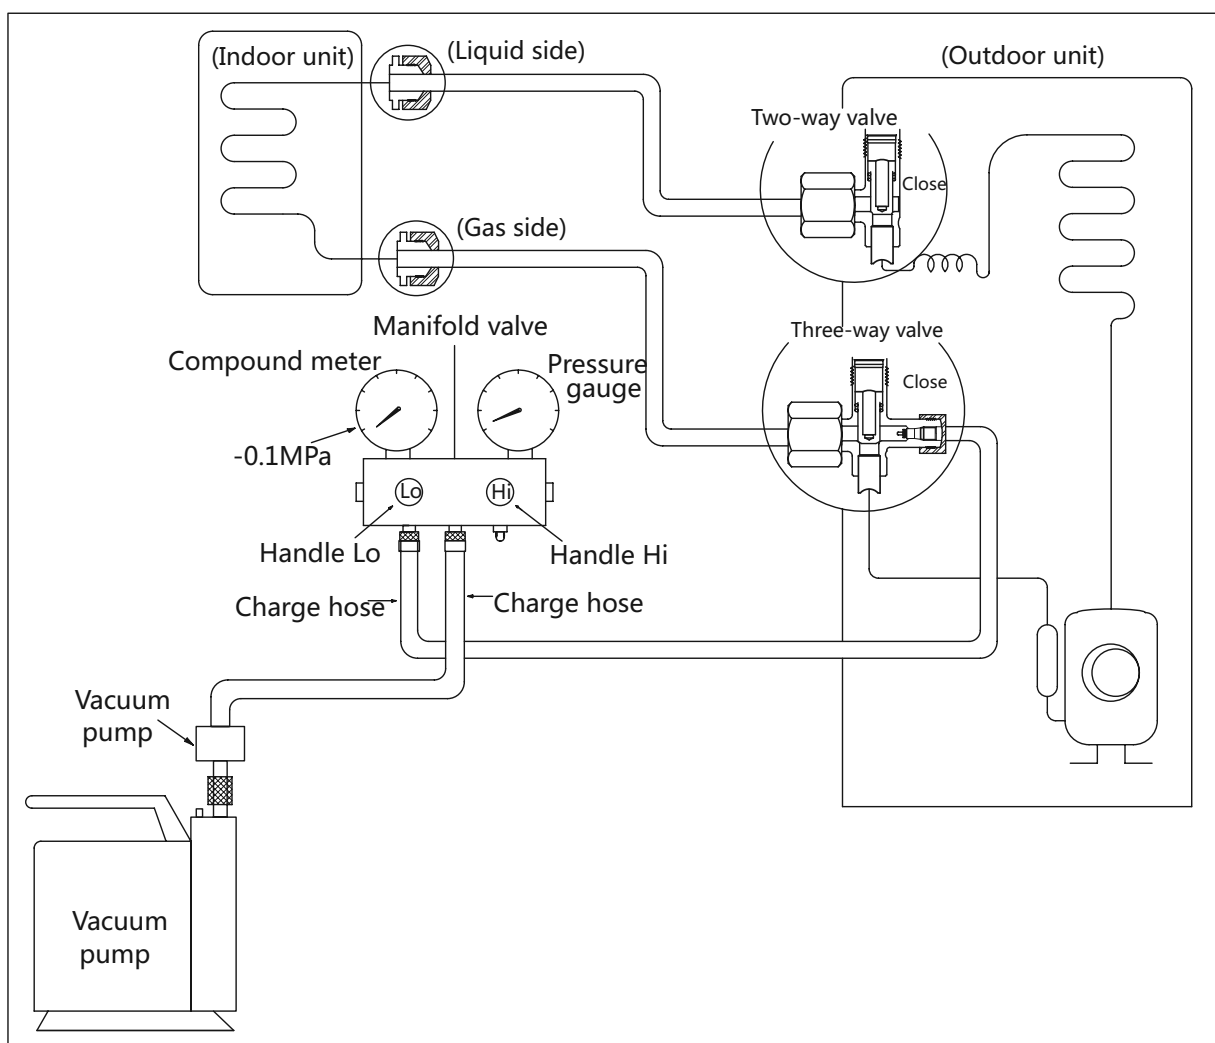 (Indoor unit)
(Liquid side)
(Outdoor unit)
Two-way valve
Close
(Gas side)
Manifold valve
Three-way valve
Compound meter
Pressure
gauge
Close
-0.1MPa
Lo
Hi
Handle Lo
Handle Hi
Charge hose
Charge hose
Vacuum
pump
Vacuum
pump